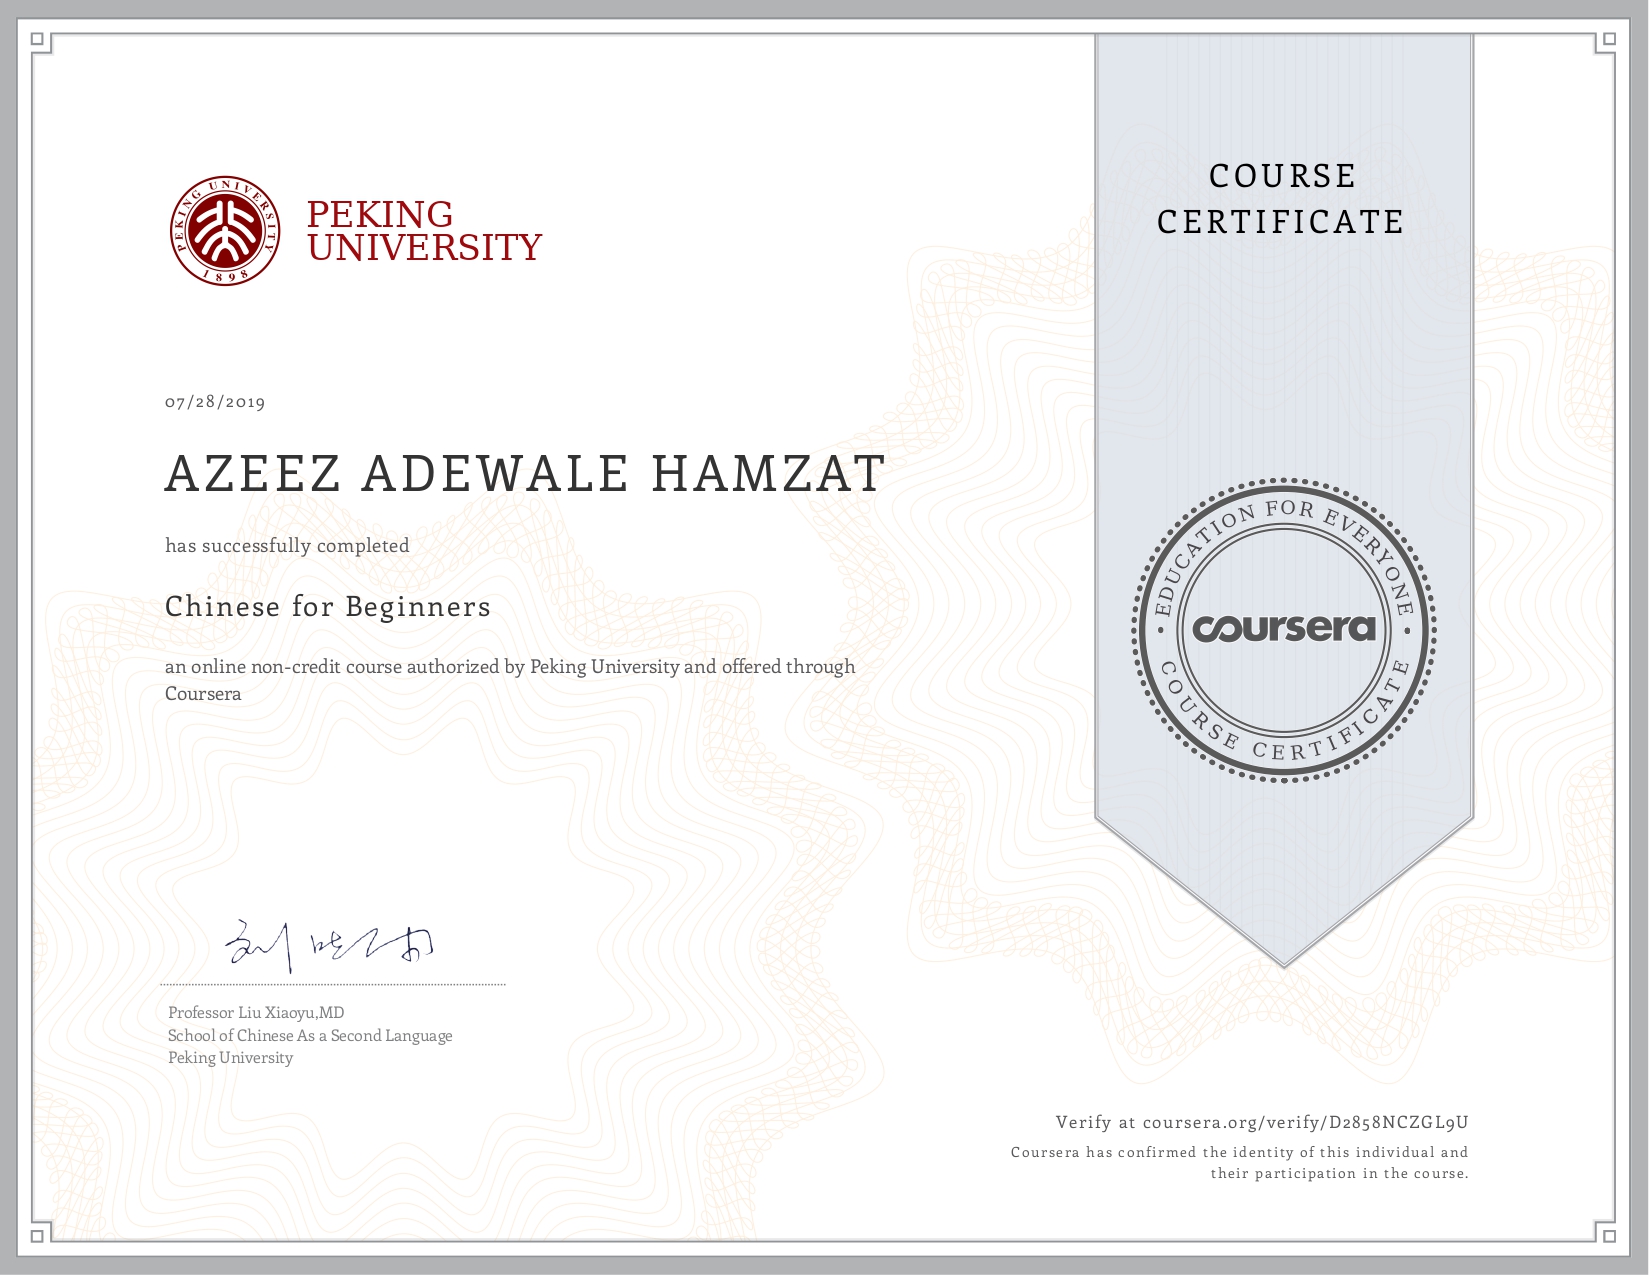 PEKING UNIVERSITY
1898
PEKING
UNIVERSITY
COURSE
CERTIFICATE
07/28/2019
AZEEZ ADEWALE HAMZAT
has successfully completed
Chinese for Beginners
an online non-credit course authorized by Peking University and offered through
Coursera
EDUCATION FOR EVERYONE
coursera
COURSE CERTIFICATE
Professor Liu Xiaoyu,MD
School of Chinese As a Second Language
Peking University
Verify at coursera.org/verify/D2858NCZGL9U
Coursera has confirmed the identity of this individual and
their participation in the course.